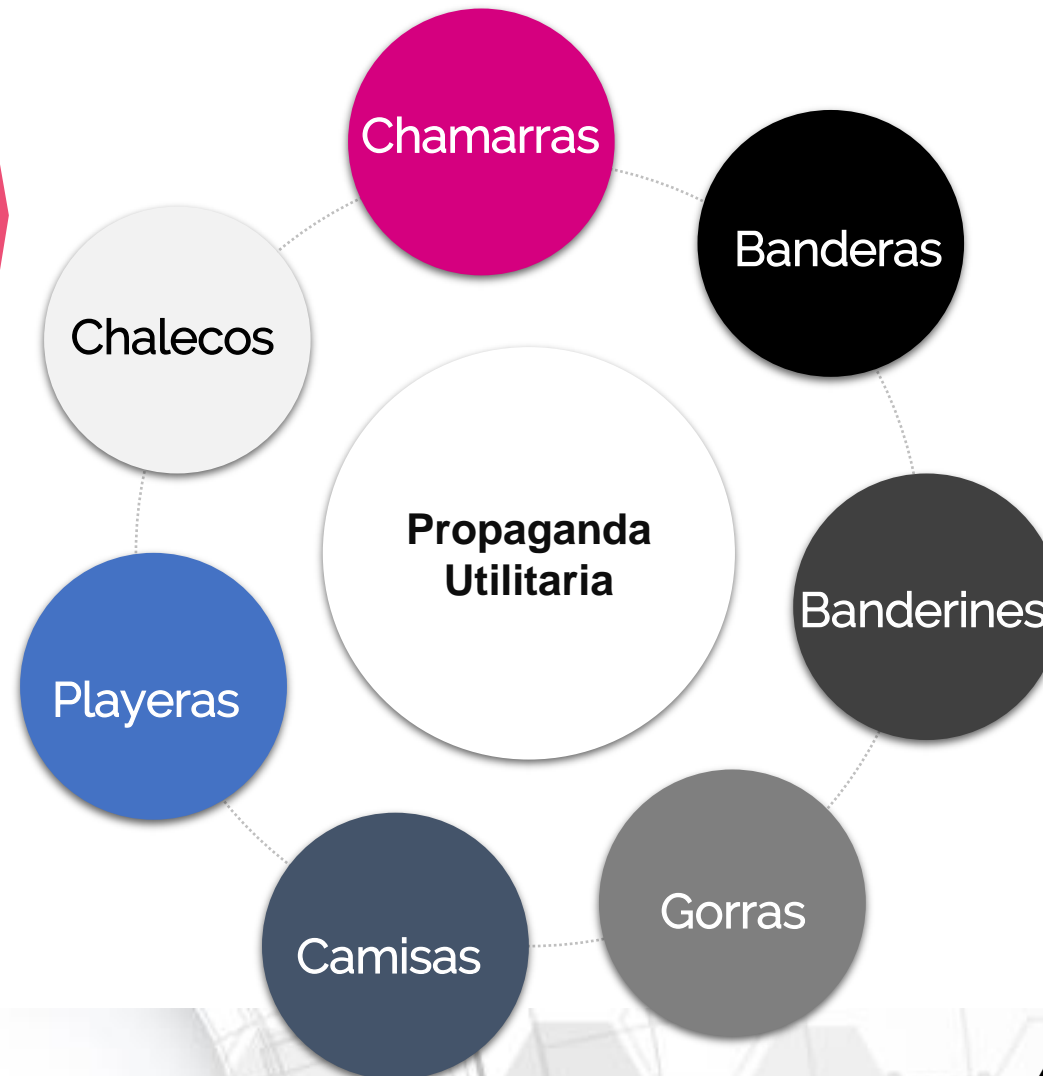 Chamarras
Banderas
Chalecos
Propaganda
Utilitaria
Banderines
Playeras
Gorras
Camisas